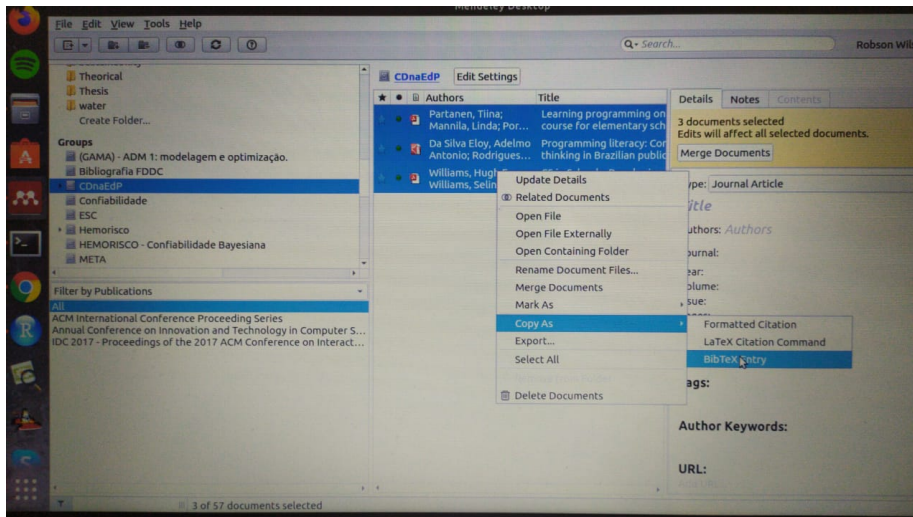 Mendeley Desktop
File Edit View Tools Help
Search...
Robson Wil
Theorical
Thesis
water
Create Folder...
Groups
(GAMA) - ADM 1: modelagem e optimização.
Bibliografia FDDC
CDnaEdP
Confiabilidade
ESC
Hemorisco
HEMORISCO - Confiabilidade Bayesiana
META
Filter by Publications
All
ACM International Conference Proceeding Series
Annual Conference on Innovation and Technology in Computer S...
IDC 2017 - Proceedings of the 2017 ACM Conference on Interact...
CDnaEdP Edit Settings
Authors Title
Partanen, Tiina; Learning programming on
Mannila, Linda; Por... course for elementary sch
Da Silva Eloy, Adelmo Programming literacy: Cor
Antonio; Rodrigues... thinking in Brazilian public
Williams, Hugh
Williams, Selin
Update Details
Related Documents
Open File
Open File Externally
Open Containing Folder
Rename Document Files...
Merge Documents
Mark As
Copy As
Export...
Select All
Delete Documents
Formatted Citation
LaTeX Citation Command
BibTeX Entry
Details Notes Contents
3 documents selected
Edits will affect all selected documents.
Merge Documents
ype: Journal Article
itle
uthors: Authors
ournal:
ear:
olume:
sue:
ags:
Author Keywords:
URL:
3 of 57 documents selected